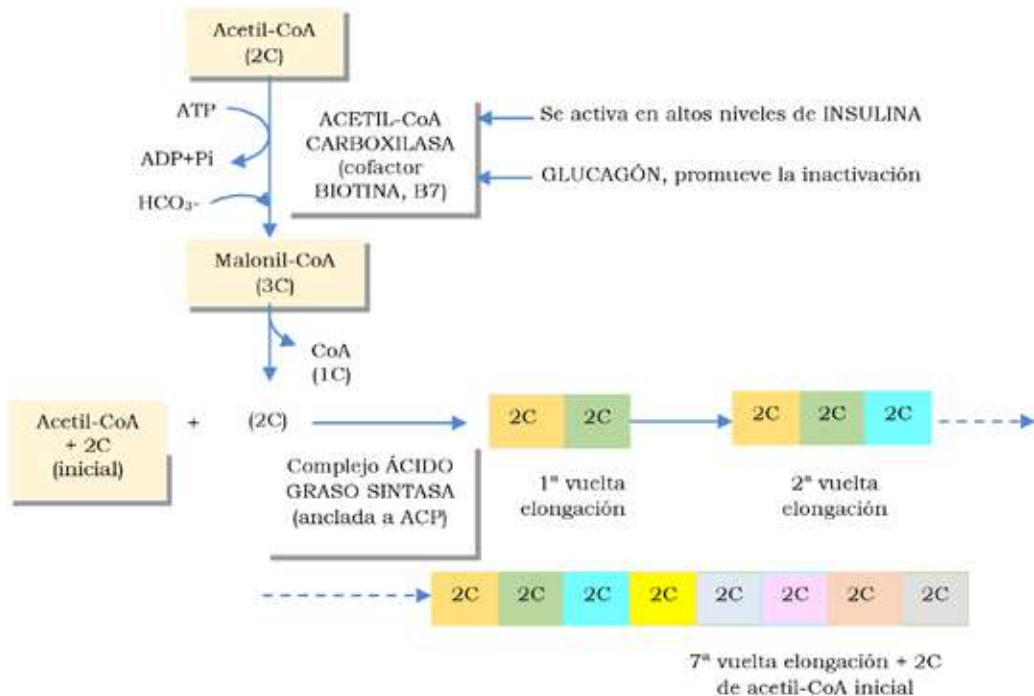 Acetil-CoA
(2C)
ATP
ADP+Pi
HCO₃-
ACETIL-CoA
CARBOXILASA
(cofactor
BIOTINA, B7)
Se activa en altos niveles de INSULINA
GLUCAGÓN, promueve la inactivación
Malonil-CoA
(3C)
CoA
(1C)
Acetil-CoA
+ 2C
(inicial)
+
(2C)
Complejo ÁCIDO
GRASO SINTASA
(anclada a ACP)
2C 2C
1ª vuelta
elongación
2C 2C 2C
2ª vuelta
elongación
2C 2C 2C 2C 2C 2C 2C 2C
7ª vuelta elongación + 2C
de acetil-CoA inicial